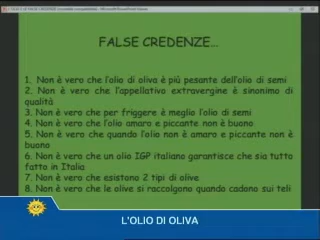 FALSE CREDENZE...
1. Non è vero che l'olio di oliva è più pesante dell'olio di semi
2. Non è vero che l'appellativo extravergine è sinonimo di
qualità
3. Non è vero che per friggere è meglio l'olio di semi
4. Non è vero che l'olio amaro e piccante non è buono
5. Non è vero che quando l'olio non è amaro e piccante non è
buono
6. Non è vero che un olio IGP italiano garantisce che sia tutto
fatto in Italia
7. Non è vero che esistono 2 tipi di olive
8. Non è vero che le olive si raccolgono quando cadono sui teli
L'OLIO DI OLIVA